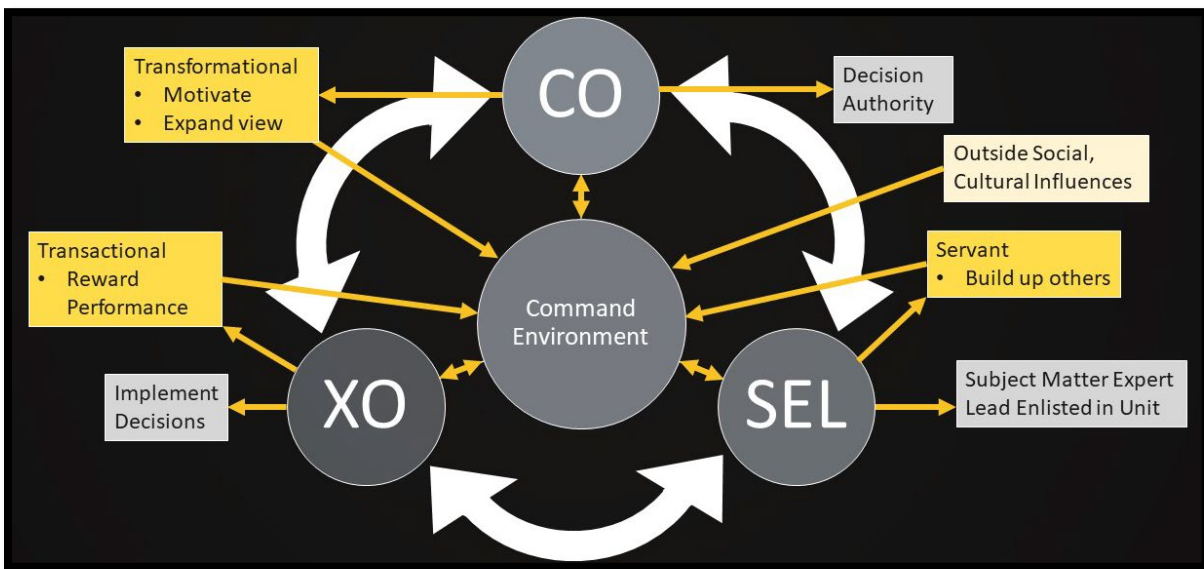 Transformational
• Motivate
• Expand view
CO
Decision
Authority
Outside Social,
Cultural Influences
Transactional
• Reward
Performance
Servant
• Build up others
Command
Environment
Implement
Decisions
XO
SEL
Subject Matter Expert
Lead Enlisted in Unit